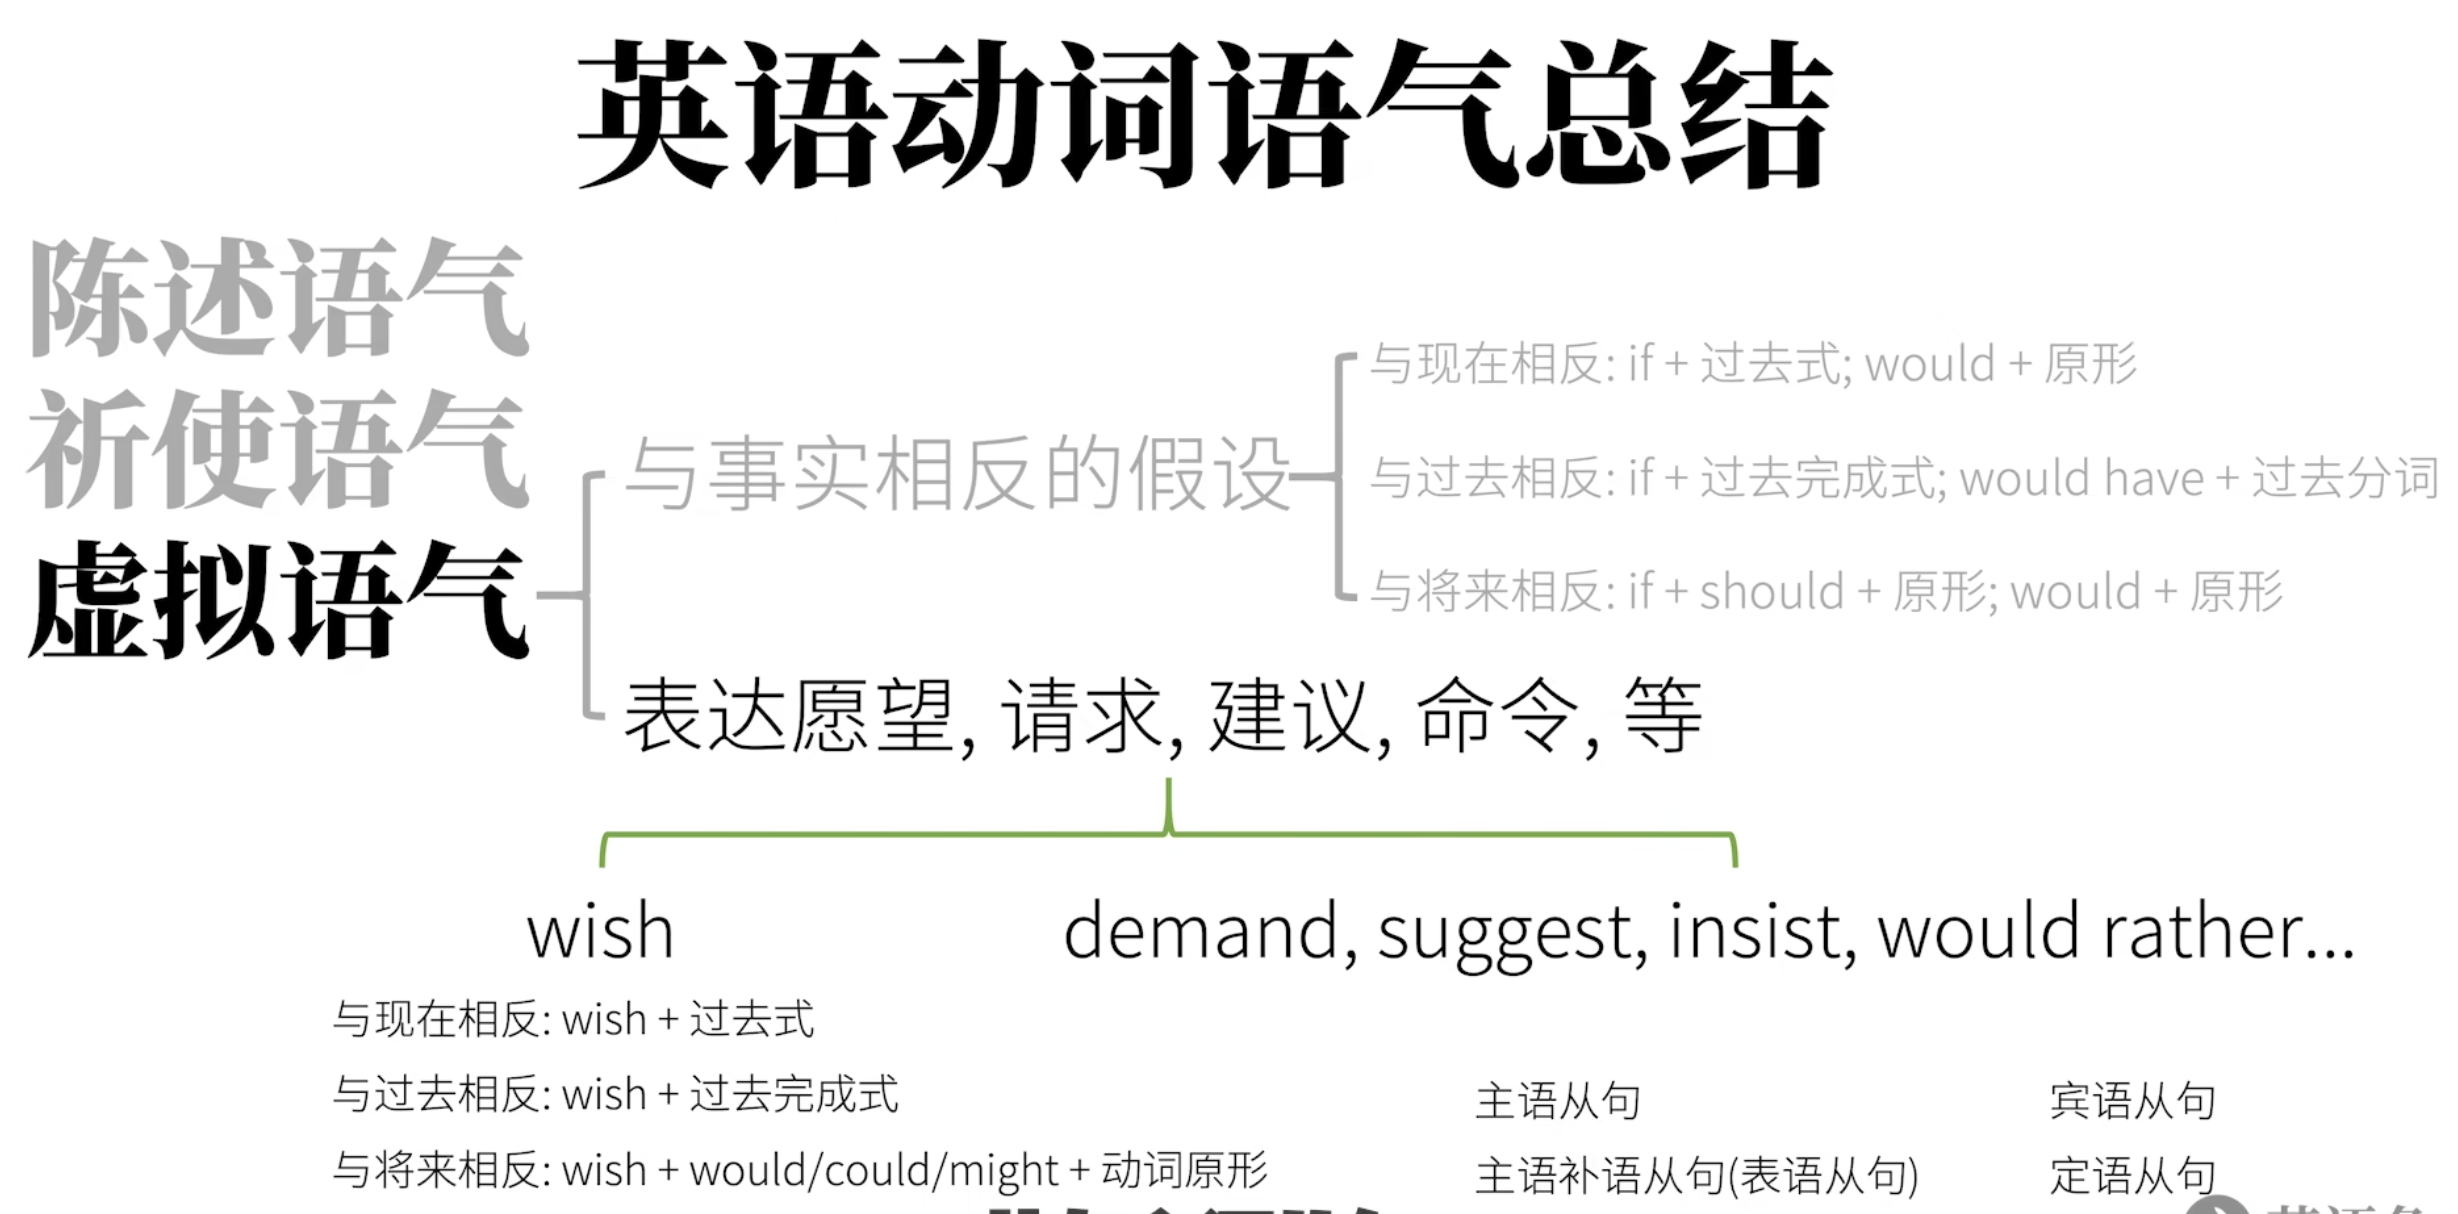 英语动词语气总结
陈述语气
祈使语气
虚拟语气
与事实相反的假设
与现在相反: if + 过去式; would + 原形
与过去相反: if + 过去完成式; would have + 过去分词
与将来相反: if + should + 原形; would + 原形
表达愿望, 请求, 建议, 命令, 等
wish
与现在相反: wish + 过去式
与过去相反: wish + 过去完成式
与将来相反: wish + would/could/might + 动词原形
demand, suggest, insist, would rather...
主语从句
宾语从句
主语补语从句(表语从句)
定语从句